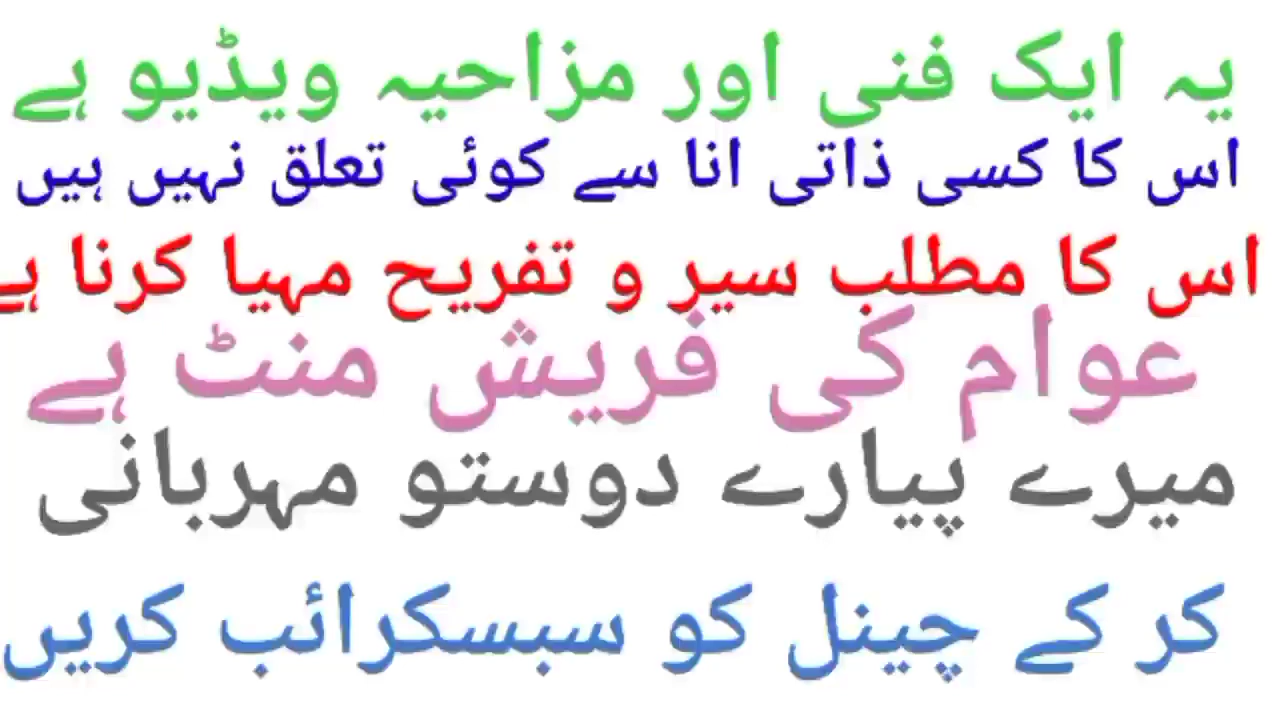 یہ ایک فنی اور مزاحیہ ویڈیو ہے
اس کا کسی ذاتی انا سے کوئی تعلق نہیں ہیں
اس کا مطلب سیر و تفریح مہیا کرنا ہے
عوام کی فریش منٹ ہے
میرے پیارے دوستو مہربانی
کر کے چینل کو سبسکرائب کریں